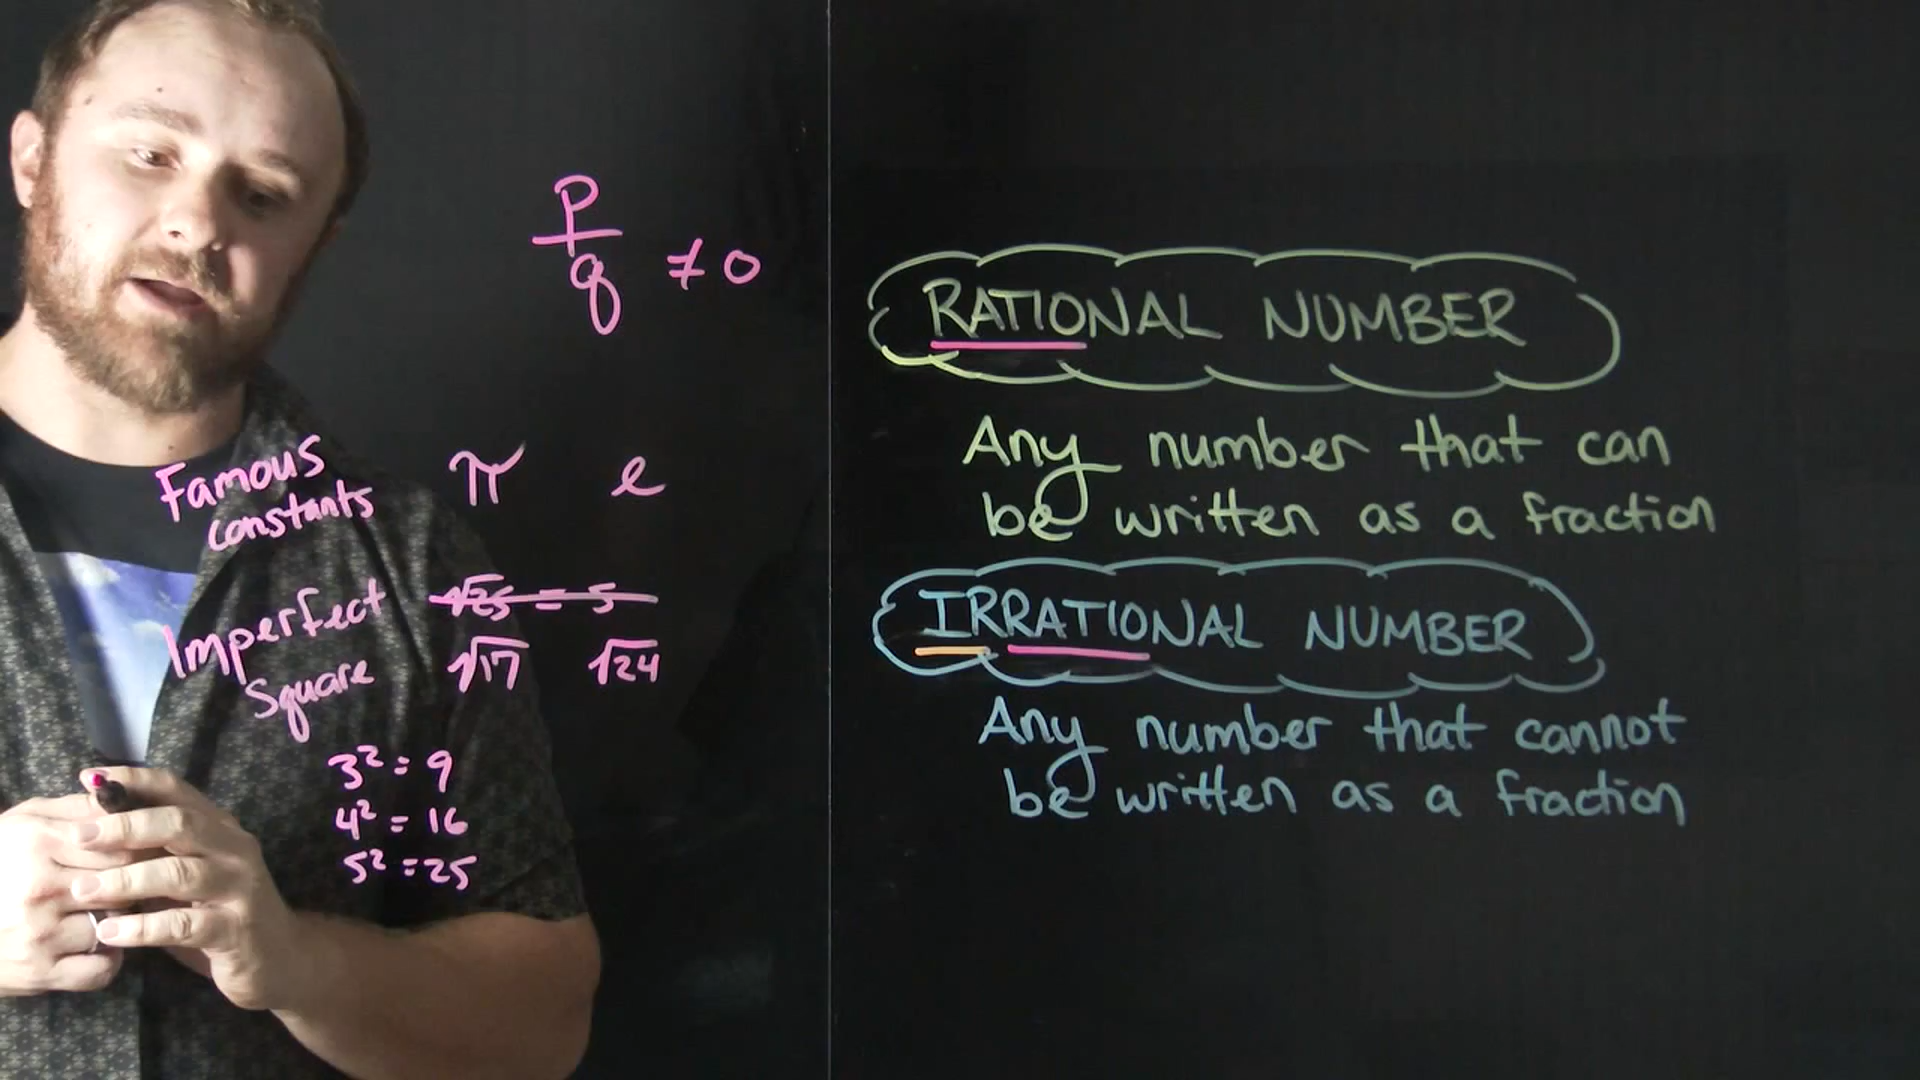 p
q ≠ 0
Famous constants π e
Imperfect Square √25 = 5
√17 √24
3² = 9
4² = 16
5² = 25
RATIONAL NUMBER
Any number that can
be written as a fraction
IRRATIONAL NUMBER
Any number that cannot
be written as a fraction